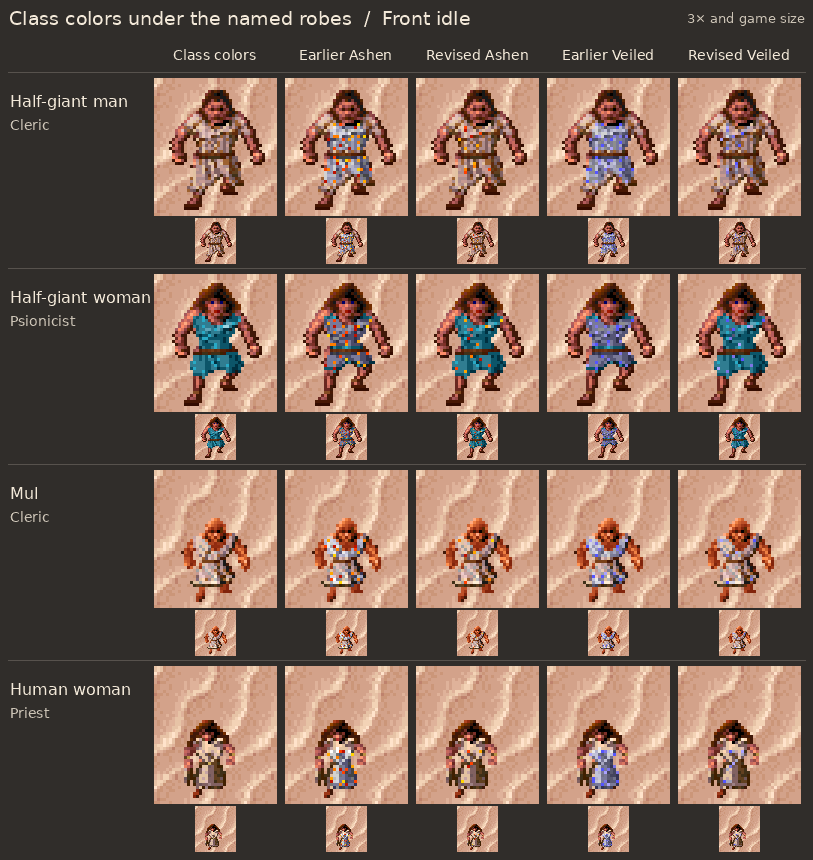 Class colors under the named robes / Front idle
3× and game size
Class colors
Earlier Ashen
Revised Ashen
Earlier Veiled
Revised Veiled
Half-giant man
Cleric
Half-giant woman
Psionicist
Mul
Cleric
Human woman
Priest